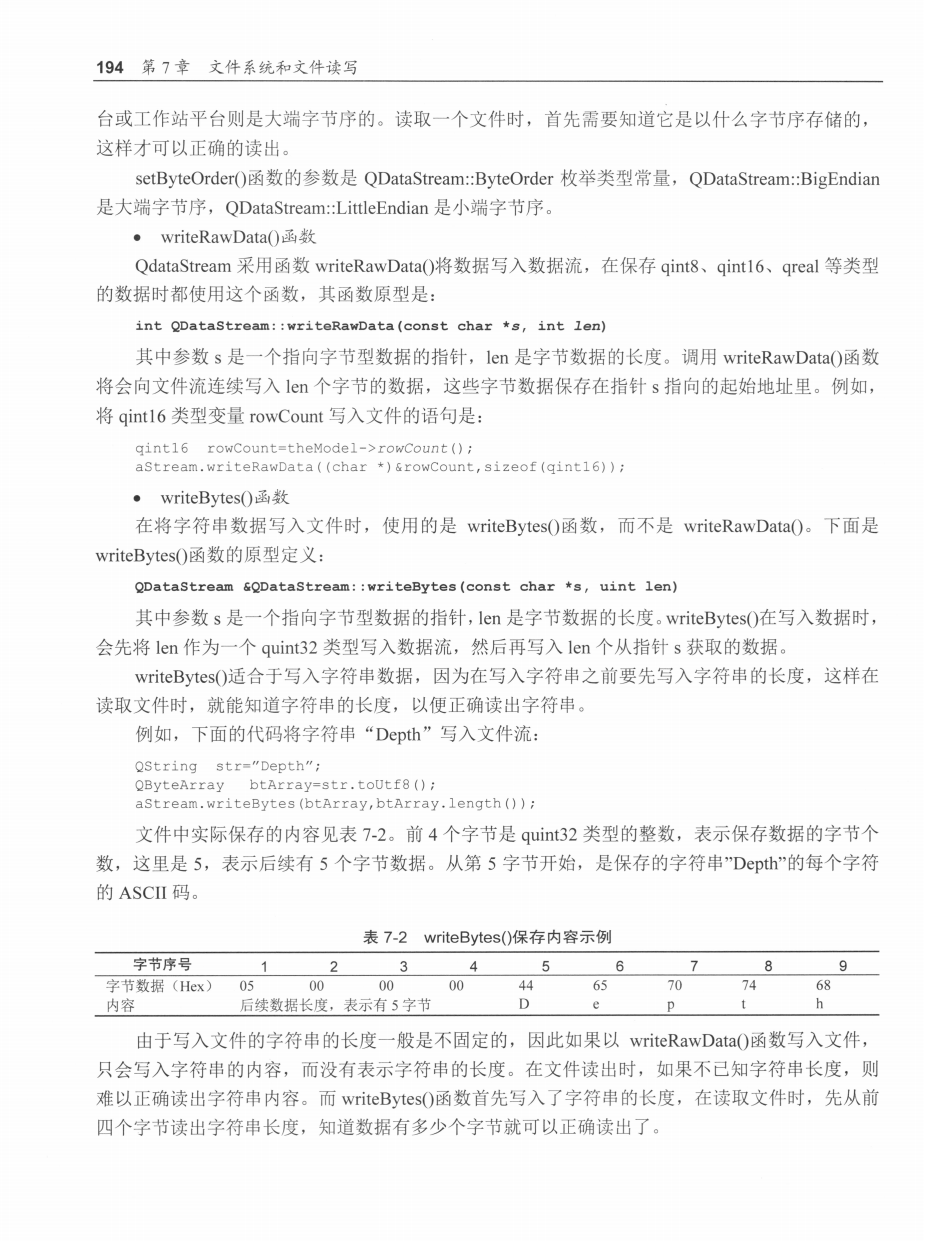 194 第 7 章 文件系统和文件读写
台或工作站平台则是大端字节序的。读取一个文件时，首先需要知道它是以什么字节序存储的，
这样才可以正确的读出。
setByteOrder()函数的参数是 QDataStream::ByteOrder 枚举类型常量，QDataStream::BigEndian
是大端字节序，QDataStream::LittleEndian 是小端字节序。
● writeRawData()函数
QdataStream 采用函数 writeRawData()将数据写入数据流，在保存 qint8、qint16、qreal 等类型
的数据时都使用这个函数，其函数原型是：
int QDataStream::writeRawData(const char *s, int len)
其中参数 s 是一个指向字节型数据的指针，len 是字节数据的长度。调用 writeRawData()函数
将会向文件流连续写入 len 个字节的数据，这些字节数据保存在指针 s 指向的起始地址里。例如，
将 qint16 类型变量 rowCount 写入文件的语句是：
qint16 rowCount=theModel->rowCount();
aStream.writeRawData((char *)&rowCount,sizeof(qint16));
● writeBytes()函数
在将字符串数据写入文件时，使用的是 writeBytes()函数，而不是 writeRawData()。下面是
writeBytes()函数的原型定义：
QDataStream &QDataStream::writeBytes(const char *s, uint len)
其中参数 s 是一个指向字节型数据的指针，len 是字节数据的长度。writeBytes()在写入数据时，
会先将 len 作为一个 quint32 类型写入数据流，然后再写入 len 个从指针 s 获取的数据。
writeBytes()适合于写入字符串数据，因为在写入字符串之前要先写入字符串的长度，这样在
读取文件时，就能知道字符串的长度，以便正确读出字符串。
例如，下面的代码将字符串“Depth”写入文件流：
QString str=”Depth”;
QByteArray btArray=str.toUtf8();
aStream.writeBytes(btArray,btArray.length());
文件中实际保存的内容见表 7-2。前 4 个字节是 quint32 类型的整数，表示保存数据的字节个
数，这里是 5，表示后续有 5 个字节数据。从第 5 字节开始，是保存的字符串”Depth”的每个字符
的 ASCII 码。
表 7-2 writeBytes()保存内容示例
字节序号 1 2 3 4 5 6 7 8 9
字节数据（Hex） 05 00 00 00 44 65 70 74 68
内容 后续数据长度，表示有 5 字节 D e p t h
由于写入文件的字符串的长度一般是不固定的，因此如果以 writeRawData()函数写入文件，
只会写入字符串的内容，而没有表示字符串的长度。在文件读出时，如果不已知字符串长度，则
难以正确读出字符串内容。而 writeBytes()函数首先写入了字符串的长度，在读取文件时，先从前
四个字节读出字符串长度，知道数据有多少个字节就可以正确读出了。